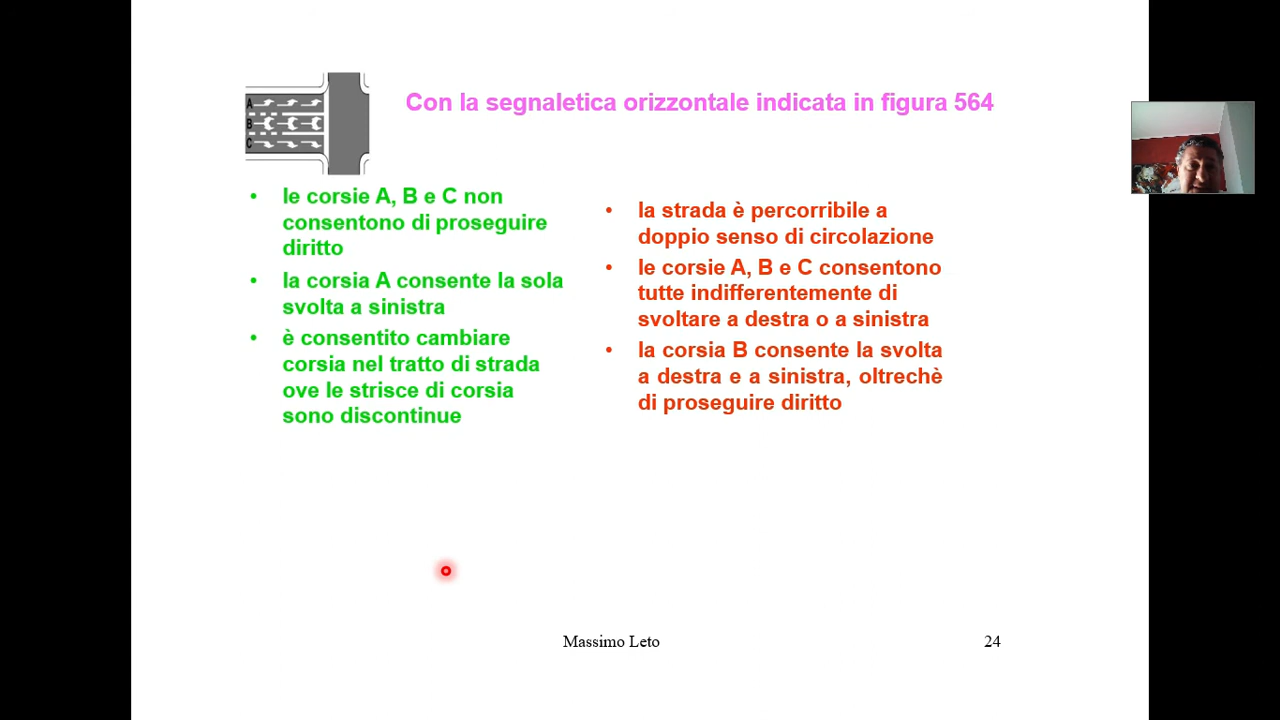 Con la segnaletica orizzontale indicata in figura 564
A
B
C
• le corsie A, B e C non
consentono di proseguire
diritto
• la corsia A consente la sola
svolta a sinistra
• è consentito cambiare
corsia nel tratto di strada
ove le strisce di corsia
sono discontinue
• la strada è percorribile a
doppio senso di circolazione
• le corsie A, B e C consentono
tutte indifferentemente di
svoltare a destra o a sinistra
• la corsia B consente la svolta
a destra e a sinistra, oltrechè
di proseguire diritto
Massimo Leto
24